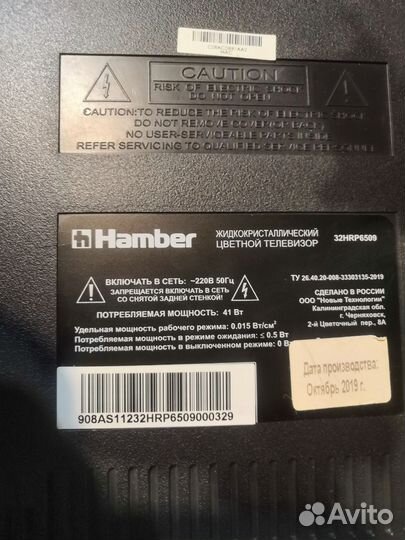 CAUTION
RISK OF ELECTRIC SHOCK
DO NOT OPEN
CAUTION:TO REDUCE THE RISK OF ELECTRIC SHOCK
DO NOT REMOVE COVER(OR BACK)
NO USER-SERVICEABLE PARTS INSIDE
REFER SERVICING TO QUALIFIED SERVICE PERSONNEL
Hamber
ЖИДКОКРИСТАЛЛИЧЕСКИЙ
ЦВЕТНОЙ ТЕЛЕВИЗОР
32HRP6509
ВКЛЮЧАТЬ В СЕТЬ: ~220В 50Гц
ЗАПРЕЩАЕТСЯ ВКЛЮЧАТЬ В СЕТЬ
СО СНЯТОЙ ЗАДНЕЙ СТЕНКОЙ!
ПОТРЕБЛЯЕМАЯ МОЩНОСТЬ: 41 Вт
Удельная мощность рабочего режима: 0.015 Вт/см²
Потребляемая мощность в режиме ожидания: ≤ 0.5 Вт
Потребляемая мощность в выключенном режиме: 0 В
ТУ 26.40.20-008-33303135-2019
СДЕЛАНО В РОССИИ
ООО "Новые Технологии"
Калининградская обл.
г. Черняховск,
2-й Цветочный пер., 8А
Дата производства:
Октябрь 2019 г.
908AS11232HRP6509000329
Avito